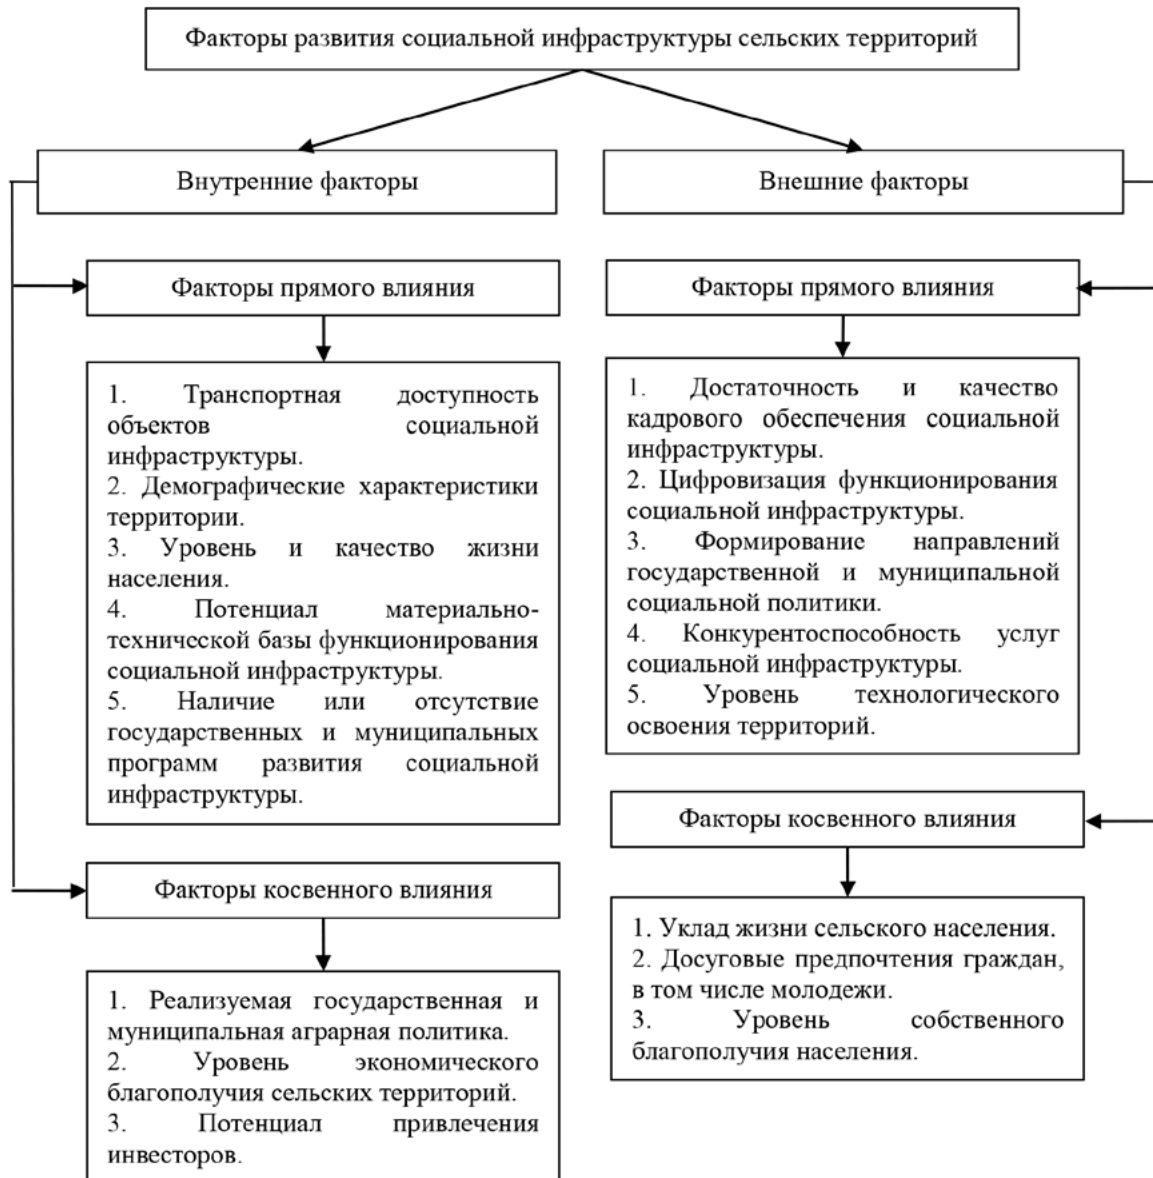 Факторы развития социальной инфраструктуры сельских территорий
Внутренние факторы
Факторы прямого влияния
1. Транспортная доступность
объектов социальной
инфраструктуры.
2. Демографические характеристики
территории.
3. Уровень и качество жизни
населения.
4. Потенциал материально-
технической базы функционирования
социальной инфраструктуры.
5. Наличие или отсутствие
государственных и муниципальных
программ развития социальной
инфраструктуры.
Факторы косвенного влияния
1. Реализуемая государственная и
муниципальная аграрная политика.
2. Уровень экономического
благополучия сельских территорий.
3. Потенциал привлечения
инвесторов.
Внешние факторы
Факторы прямого влияния
1. Достаточность и качество
кадрового обеспечения социальной
инфраструктуры.
2. Цифровизация функционирования
социальной инфраструктуры.
3. Формирование направлений
государственной и муниципальной
социальной политики.
4. Конкурентоспособность услуг
социальной инфраструктуры.
5. Уровень технологического
освоения территорий.
Факторы косвенного влияния
1. Уклад жизни сельского населения.
2. Досуговые предпочтения граждан,
в том числе молодежи.
3. Уровень собственного
благополучия населения.